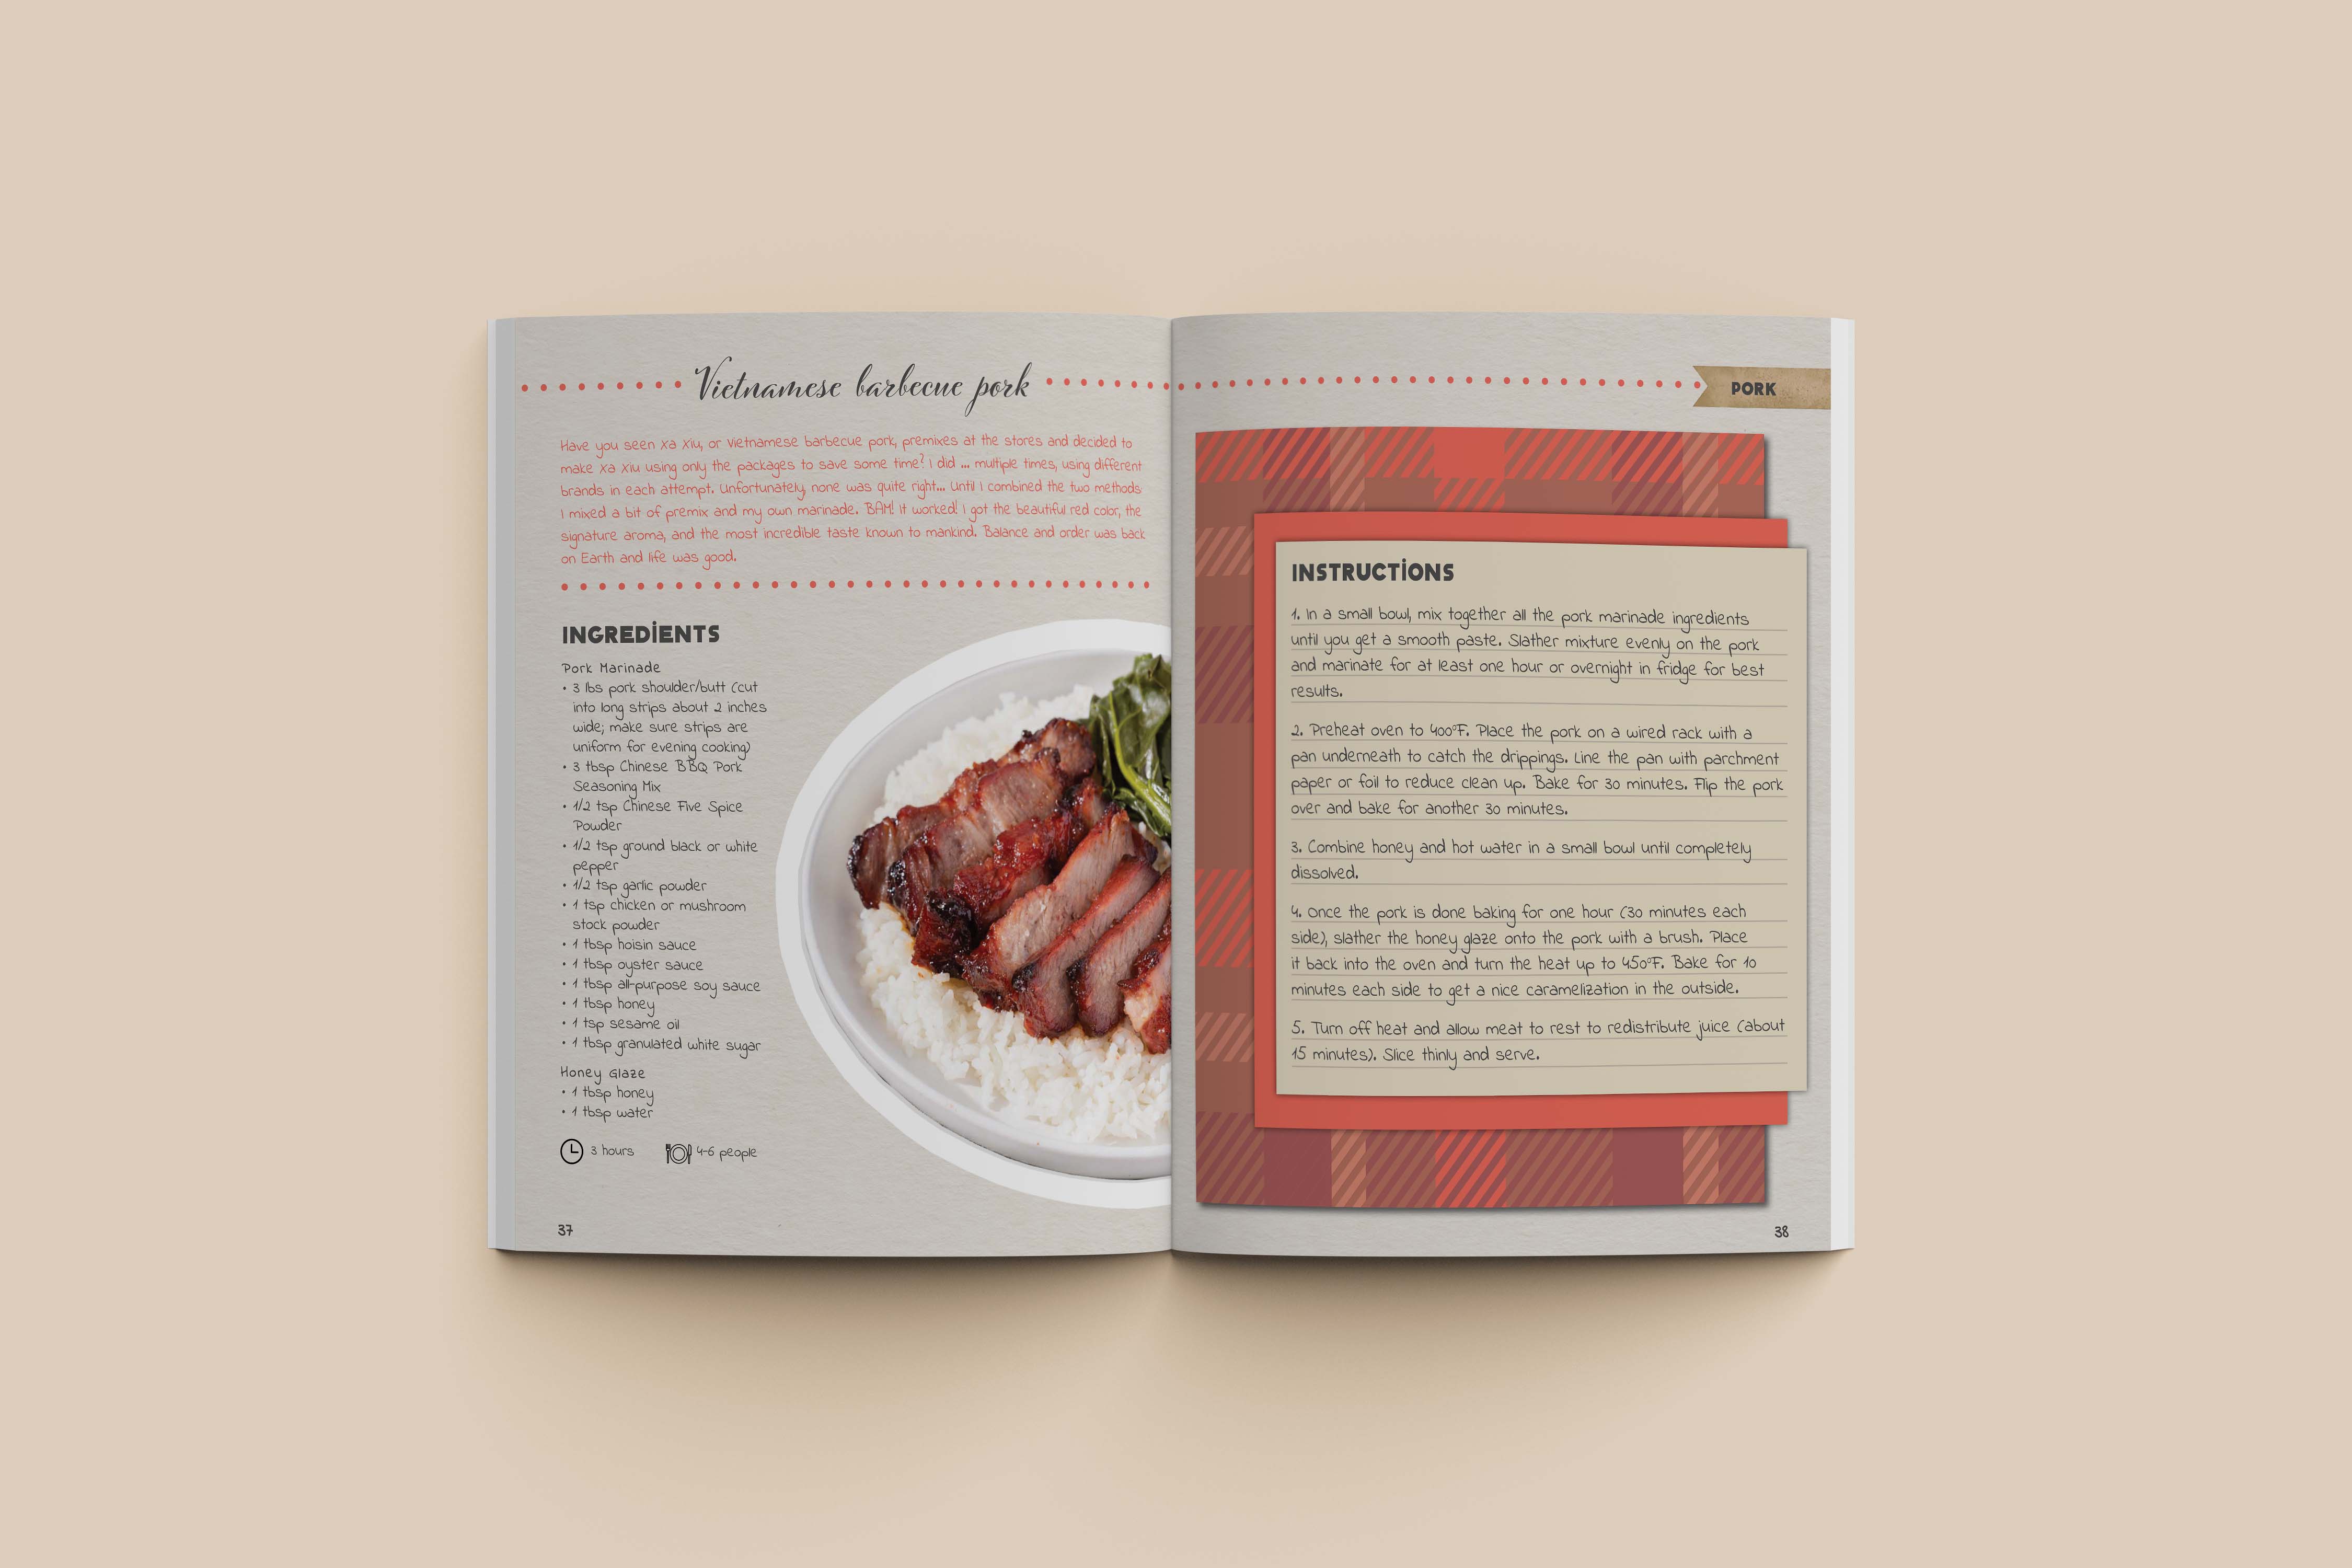 Vietnamese barbecue pork
Have you seen Xá Xíu, or Vietnamese barbecue pork, premixes at the stores and decided to
make Xá Xíu using only the packages to save some time? I did ... multiple times, using different
brands in each attempt. Unfortunately, none was quite right... Until I combined the two methods
I mixed a bit of premix and my own marinade. BAM! It worked! I got the beautiful red color, the
signature aroma, and the most incredible taste known to mankind. Balance and order was back
on Earth and life was good.
INGREDIENTS
Pork Marinade
• 3 lbs pork shoulder/butt (cut
into long strips about 2 inches
wide; make sure strips are
uniform for evening cooking)
• 3 tbsp Chinese BBQ Pork
Seasoning Mix
• 1/2 tsp Chinese Five Spice
Powder
• 1/2 tsp ground black or white
pepper
• 1/2 tsp garlic powder
• 1 tsp chicken or mushroom
stock powder
• 1 tbsp hoisin sauce
• 1 tbsp oyster sauce
• 1 tbsp all-purpose soy sauce
• 1 tbsp honey
• 1 tsp sesame oil
• 1 tbsp granulated white sugar
Honey Glaze
• 1 tbsp honey
• 1 tbsp water
3 hours 4-6 people
37
PORK
INSTRUCTIONS
1. In a small bowl, mix together all the pork marinade ingredients
until you get a smooth paste. Slather mixture evenly on the pork
and marinate for at least one hour or overnight in fridge for best
results.
2. Preheat oven to 400°F. Place the pork on a wired rack with a
pan underneath to catch the drippings. Line the pan with parchment
paper or foil to reduce clean up. Bake for 30 minutes. Flip the pork
over and bake for another 30 minutes.
3. Combine honey and hot water in a small bowl until completely
dissolved.
4. Once the pork is done baking for one hour (30 minutes each
side), slather the honey glaze onto the pork with a brush. Place
it back into the oven and turn the heat up to 450°F. Bake for 10
minutes each side to get a nice caramelization in the outside.
5. Turn off heat and allow meat to rest to redistribute juice (about
15 minutes). Slice thinly and serve.
38